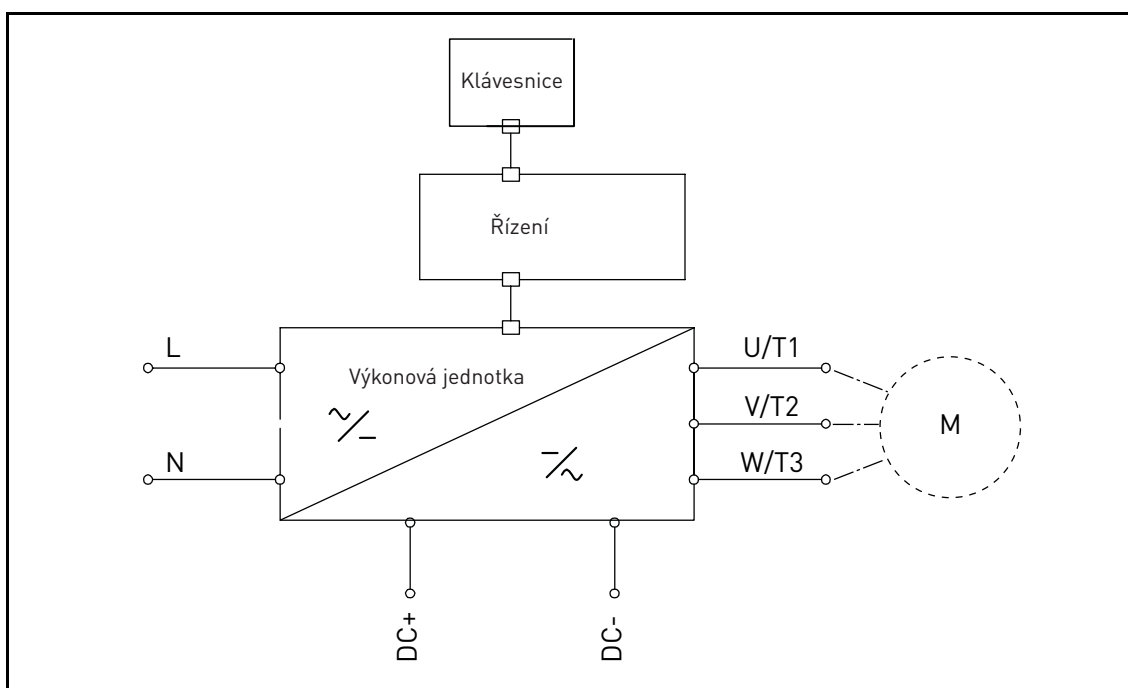 Klávesnice
Řízení
Výkonová jednotka
L
N
U/T1
V/T2
W/T3
M
DC+
DC-